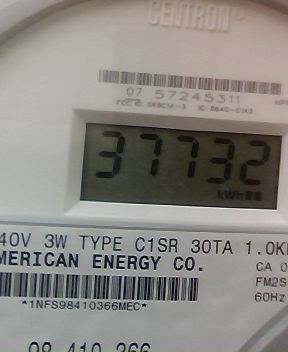 CENTRON
07 57245311
37732
kWh
40V 3W TYPE C1SR 30TA 1.0K
MERICAN ENERGY CO.
CA 0
FM2S
60Hz
*1NFS98410366MEC*
98 410 366